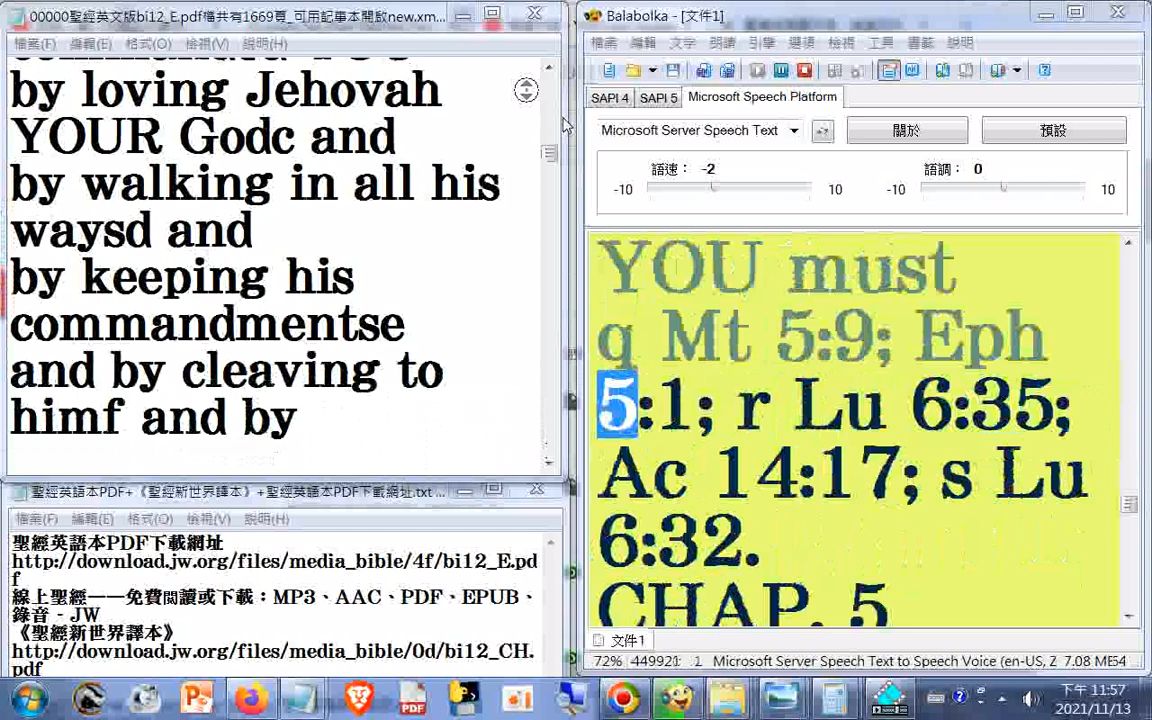 00000聖經英文版bi12_E.pdf檔共有1669頁_可用記事本開啟new.xm...
檔案(F) 編輯(E) 格式(O) 檢視(V) 說明(H)
by loving Jehovah
YOUR Godc and
by walking in all his
waysd and
by keeping his
commandmentse
and by cleaving to
himf and by
聖經英語本PDF+《聖經新世界譯本》+聖經英語本PDF下載網址.txt ...
檔案(F) 編輯(E) 格式(O) 檢視(V) 說明(H)
聖經英語本PDF下載網址
http://download.jw.org/files/media_bible/4f/bi12_E.pd
f
線上聖經——免費閱讀或下載：MP3、AAC、PDF、EPUB、
錄音 - JW
《聖經新世界譯本》
http://download.jw.org/files/media_bible/0d/bi12_CH.
pdf
Balabolka - [文件1]
檔案 編輯 文字 朗讀 引擎 選項 檢視 工具 書籤 說明
SAPI 4 SAPI 5 Microsoft Speech Platform
Microsoft Server Speech Text 關於 預設
語速： -2 語調： 0
-10 10 -10 10
YOU must
q Mt 5:9; Eph
5:1; r Lu 6:35;
Ac 14:17; s Lu
6:32.
CHAP. 5
文件1
72% 449921: 1 Microsoft Server Speech Text to Speech Voice (en-US, Z 7.08 ME54
下午 11:57
2021/11/13